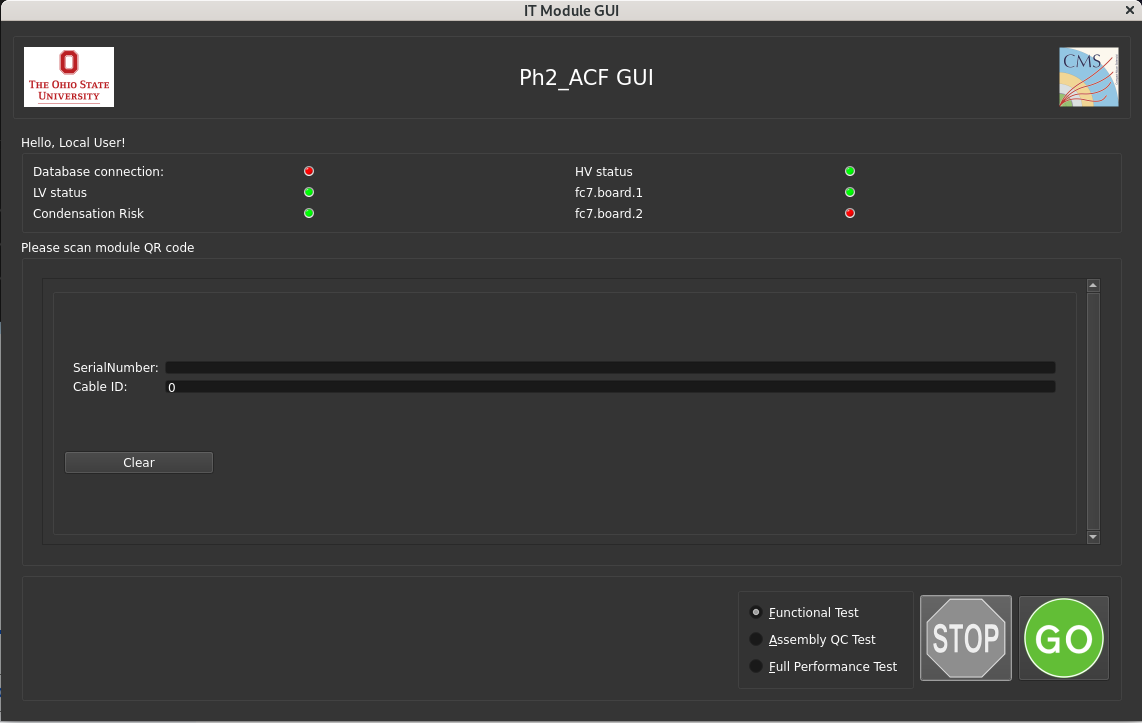 IT Module GUI
O
THE OHIO STATE
UNIVERSITY
Ph2_ACF GUI
CMS
Hello, Local User!
Database connection:
HV status
LV status
fc7.board.1
Condensation Risk
fc7.board.2
Please scan module QR code
SerialNumber:
Cable ID: 0
Clear
Functional Test
Assembly QC Test
Full Performance Test
STOP
GO